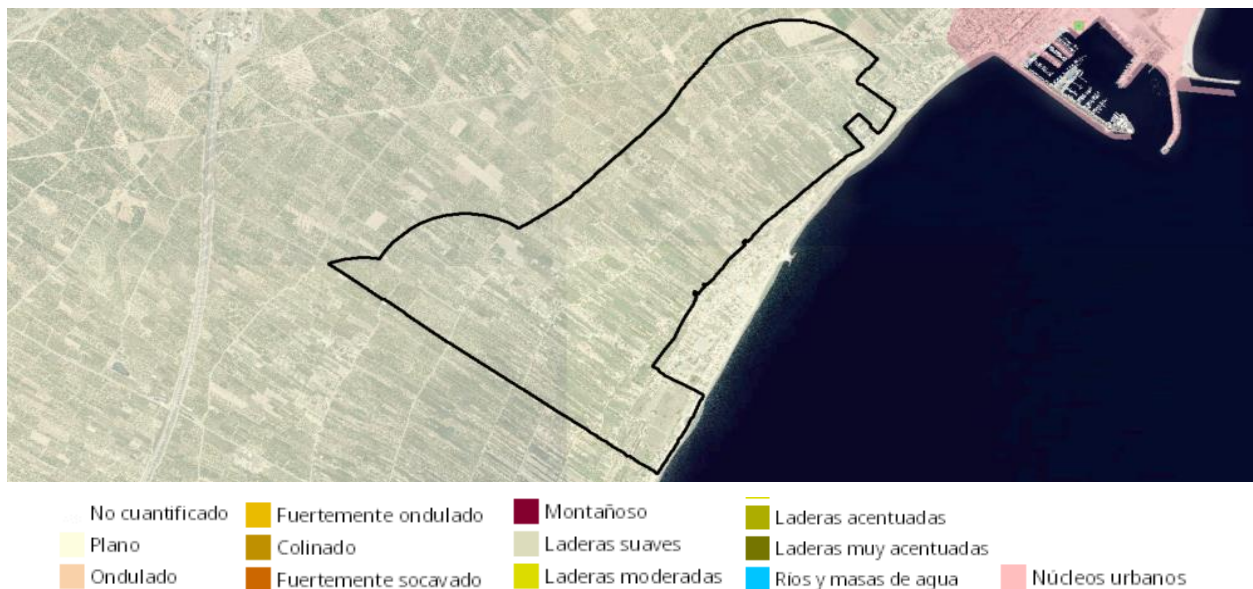 No cuantificado
Plano
Ondulado
Fuertemente ondulado
Colinado
Fuertemente socavado
Montañoso
Laderas suaves
Laderas moderadas
Laderas acentuadas
Laderas muy acentuadas
Ríos y masas de agua
Núcleos urbanos